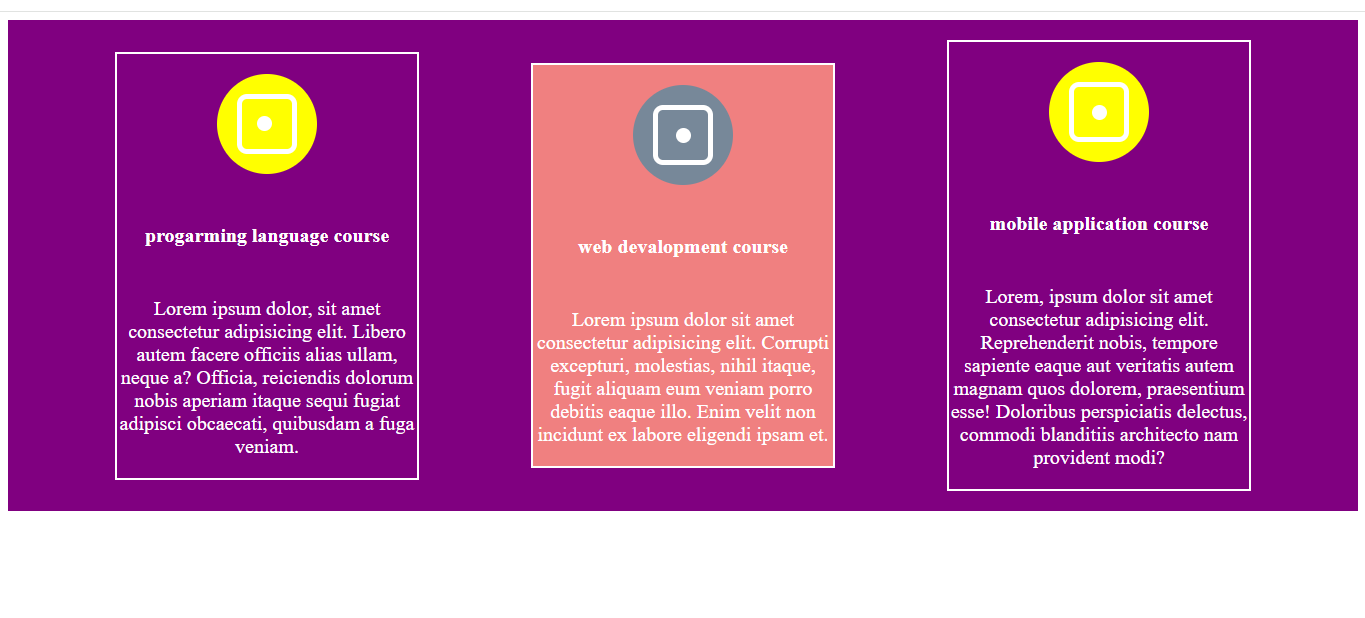 progarming language course
Lorem ipsum dolor, sit amet
consectetur adipisicing elit. Libero
autem facere officiis alias ullam,
neque a? Officia, reiciendis dolorum
nobis aperiam itaque sequi fugiat
adipisci obcaecati, quibusdam a fuga
veniam.
web devalopment course
Lorem ipsum dolor sit amet
consectetur adipisicing elit. Corrupti
excepturi, molestias, nihil itaque,
fugit aliquam eum veniam porro
debitis eaque illo. Enim velit non
incidunt ex labore eligendi ipsam et.
mobile application course
Lorem, ipsum dolor sit amet
consectetur adipisicing elit.
Reprehenderit nobis, tempore
sapiente eaque aut veritatis autem
magnam quos dolorem, praesentium
esse! Doloribus perspiciatis delectus,
commodi blanditiis architecto nam
provident modi?